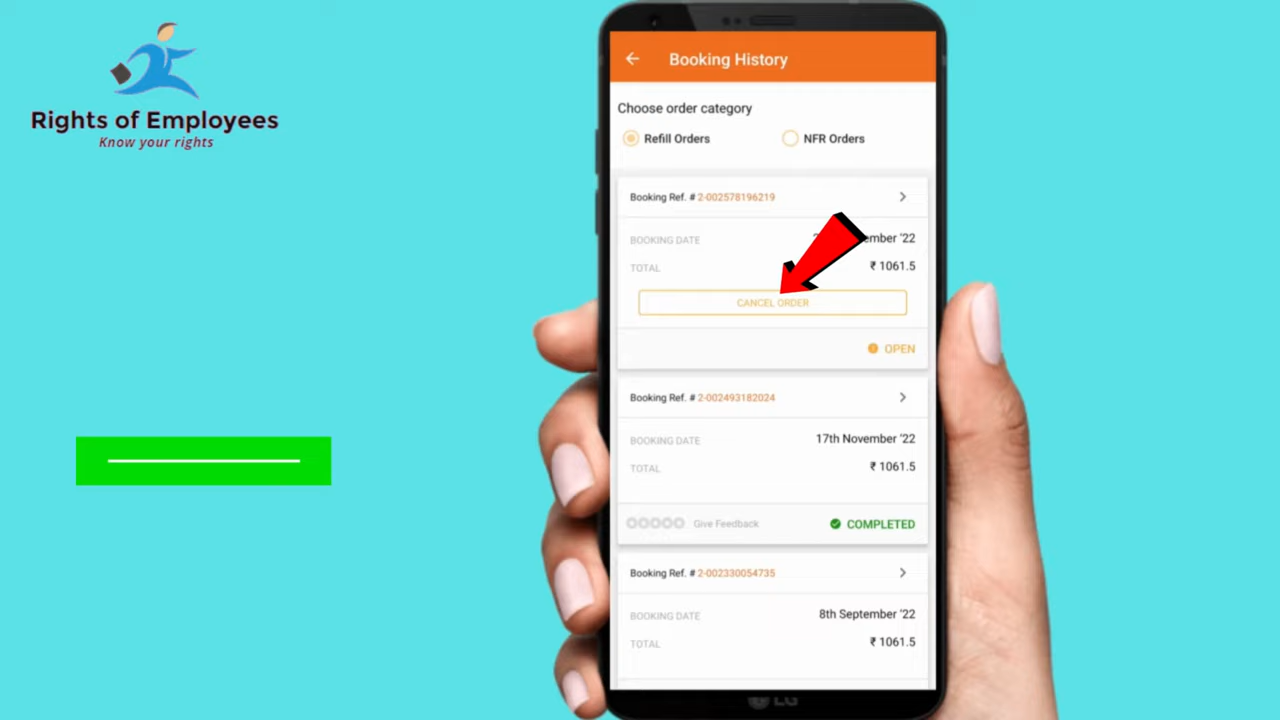 Rights of Employees
Know your rights
Booking History
Choose order category
Refill Orders
NFR Orders
Booking Ref. # 2-002578196219
BOOKING DATE
ember '22
TOTAL
₹ 1061.5
CANCEL ORDER
OPEN
Booking Ref. # 2-002493182024
BOOKING DATE
17th November '22
TOTAL
₹ 1061.5
Give Feedback
COMPLETED
Booking Ref. # 2-002330054735
BOOKING DATE
8th September '22
TOTAL
₹ 1061.5
LG